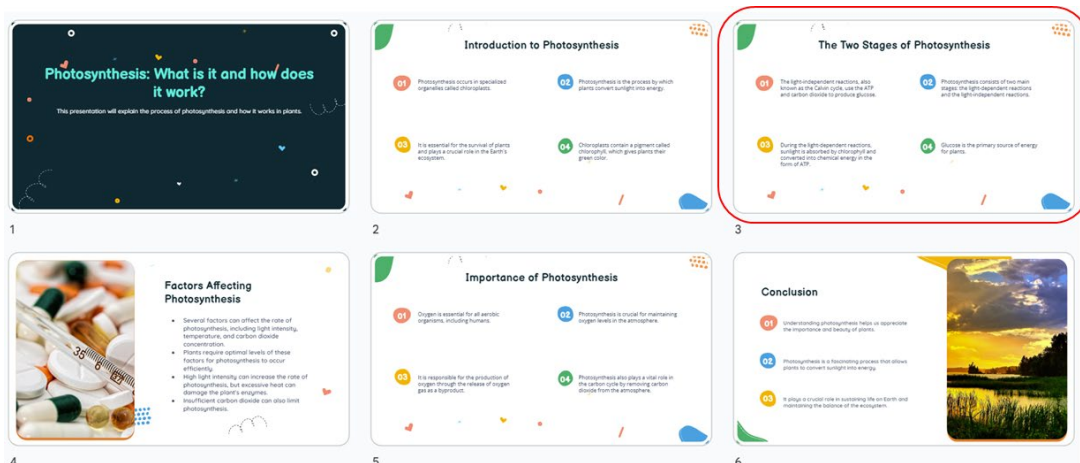 Photosynthesis: What is it and how does
it work?
This presentation will explain the process of photosynthesis and how it works in plants.
1
Introduction to Photosynthesis
01
Photosynthesis occurs in specialized
organelles called chloroplasts.
02
Photosynthesis is the process by which
plants convert sunlight into energy.
03
It is essential for the survival of plants
and plays a crucial role in the Earth's
ecosystem.
04
Chloroplasts contain a pigment called
chlorophyll, which gives plants their
green color.
2
The Two Stages of Photosynthesis
01
The light-independent reactions, also
known as the Calvin cycle, use the ATP
and carbon dioxide to produce glucose.
02
Photosynthesis consists of two main
stages: the light-dependent reactions
and the light-independent reactions.
03
During the light-dependent reactions,
sunlight is absorbed by chlorophyll and
converted into chemical energy in the
form of ATP.
04
Glucose is the primary source of energy
for plants.
3
35
6
37
Factors Affecting
Photosynthesis
Several factors can affect the rate of
photosynthesis, including light intensity,
temperature, and carbon dioxide
concentration.
Plants require optimal levels of these
factors for photosynthesis to occur
efficiently.
High light intensity can increase the rate of
photosynthesis, but excessive heat can
damage the plant's enzymes.
Insufficient carbon dioxide can also limit
photosynthesis.
4
Importance of Photosynthesis
01
Oxygen is essential for all aerobic
organisms, including humans.
02
Photosynthesis is crucial for maintaining
oxygen levels in the atmosphere.
03
It is responsible for the production of
oxygen through the release of oxygen
gas as a byproduct.
04
Photosynthesis also plays a vital role in
the carbon cycle by removing carbon
dioxide from the atmosphere.
5
Conclusion
01
Understanding photosynthesis helps us appreciate
the importance and beauty of plants.
02
Photosynthesis is a fascinating process that allows
plants to convert sunlight into energy.
03
It plays a crucial role in sustaining life on Earth and
maintaining the balance of the ecosystem.
6